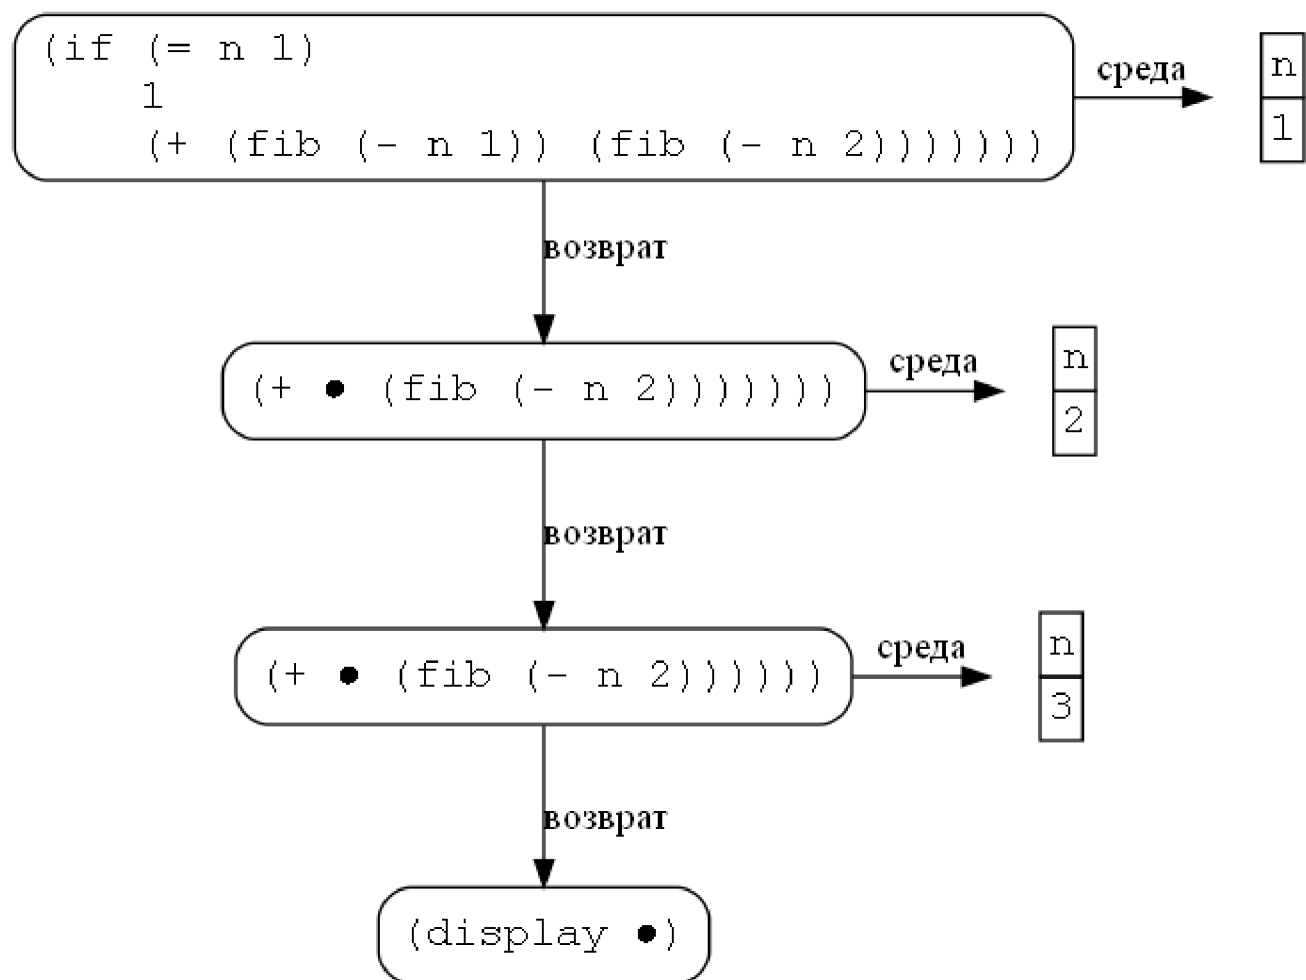 (if (= n 1)
1
(+ (fib (- n 1)) (fib (- n 2)))))))
среда
n
1
возврат
(+ ● (fib (- n 2)))))))
среда
n
2
возврат
(+ ● (fib (- n 2))))))
среда
n
3
возврат
(display ●)